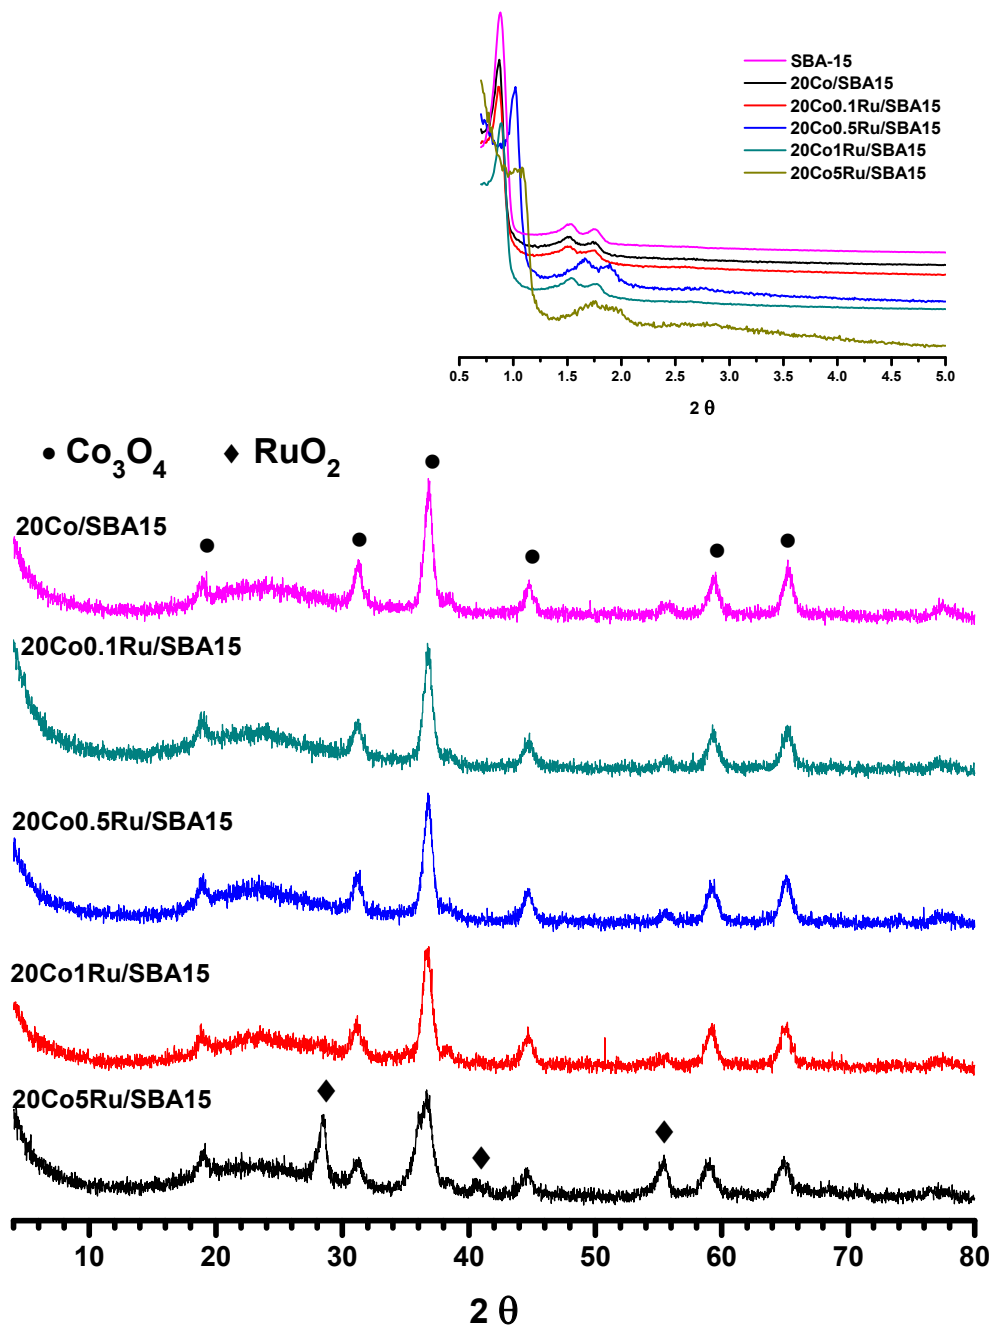 SBA-15
20Co/SBA15
20Co0.1Ru/SBA15
20Co0.5Ru/SBA15
20Co1Ru/SBA15
20Co5Ru/SBA15
0.5 1.0 1.5 2.0 2.5 3.0 3.5 4.0 4.5 5.0
2 θ
● Co₃O₄ ♦ RuO₂
20Co/SBA15
20Co0.1Ru/SBA15
20Co0.5Ru/SBA15
20Co1Ru/SBA15
20Co5Ru/SBA15
10 20 30 40 50 60 70 80
2 θ